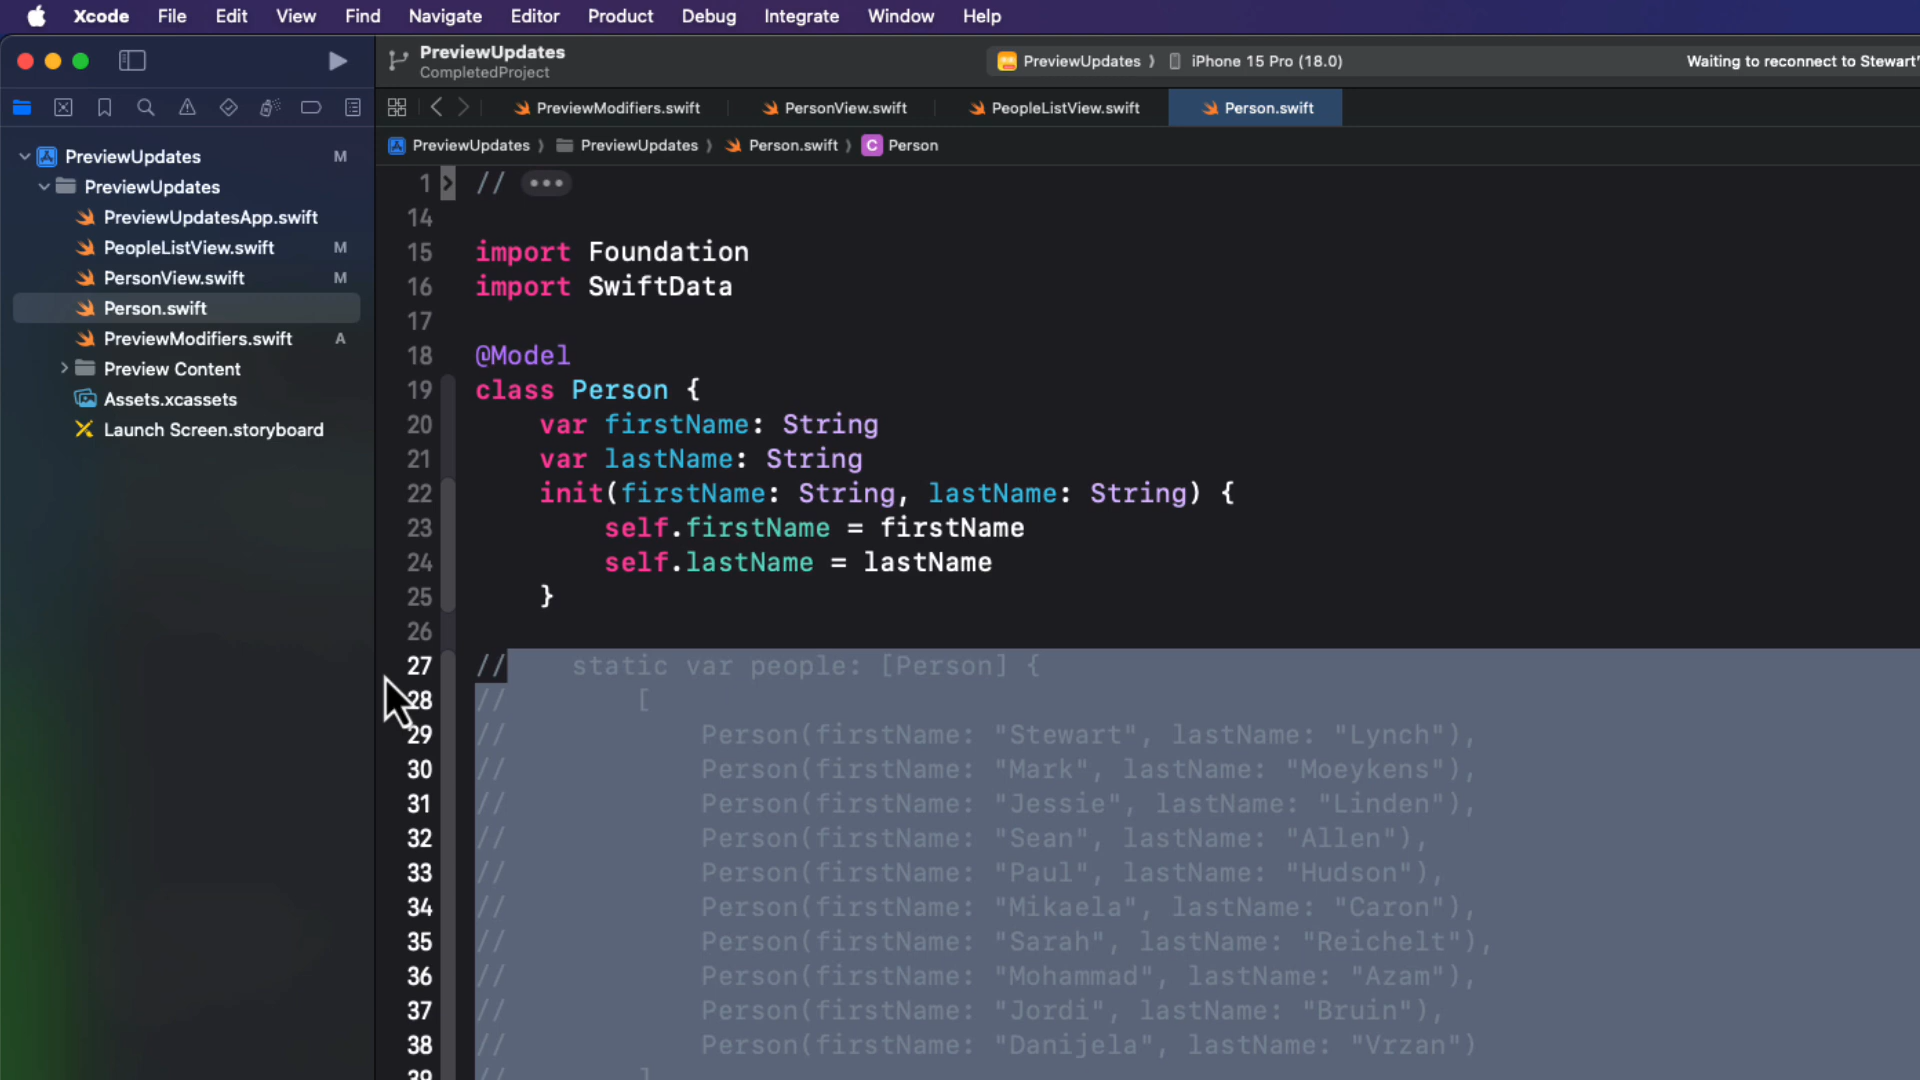 Xcode File Edit View Find Navigate Editor Product Debug Integrate Window Help
PreviewUpdates
CompletedProject
PreviewUpdates ⟩ iPhone 15 Pro (18.0)
Waiting to reconnect to Stewart'
PreviewModifiers.swift PersonView.swift PeopleListView.swift Person.swift
PreviewUpdates ⟩ PreviewUpdates ⟩ Person.swift ⟩ C Person
PreviewUpdates M
PreviewUpdates
PreviewUpdatesApp.swift
PeopleListView.swift M
PersonView.swift M
Person.swift
PreviewModifiers.swift A
Preview Content
Assets.xcassets
Launch Screen.storyboard
1 // •••
14
15 import Foundation
16 import SwiftData
17
18 @Model
19 class Person {
20 var firstName: String
21 var lastName: String
22 init(firstName: String, lastName: String) {
23 self.firstName = firstName
24 self.lastName = lastName
25 }
26
27 // static var people: [Person] {
28 // [
29 // Person(firstName: "Stewart", lastName: "Lynch"),
30 // Person(firstName: "Mark", lastName: "Moeykens"),
31 // Person(firstName: "Jessie", lastName: "Linden"),
32 // Person(firstName: "Sean", lastName: "Allen"),
33 // Person(firstName: "Paul", lastName: "Hudson"),
34 // Person(firstName: "Mikaela", lastName: "Caron"),
35 // Person(firstName: "Sarah", lastName: "Reichelt"),
36 // Person(firstName: "Mohammad", lastName: "Azam"),
37 // Person(firstName: "Jordi", lastName: "Bruin"),
38 // Person(firstName: "Danijela", lastName: "Vrzan")
39 // ]